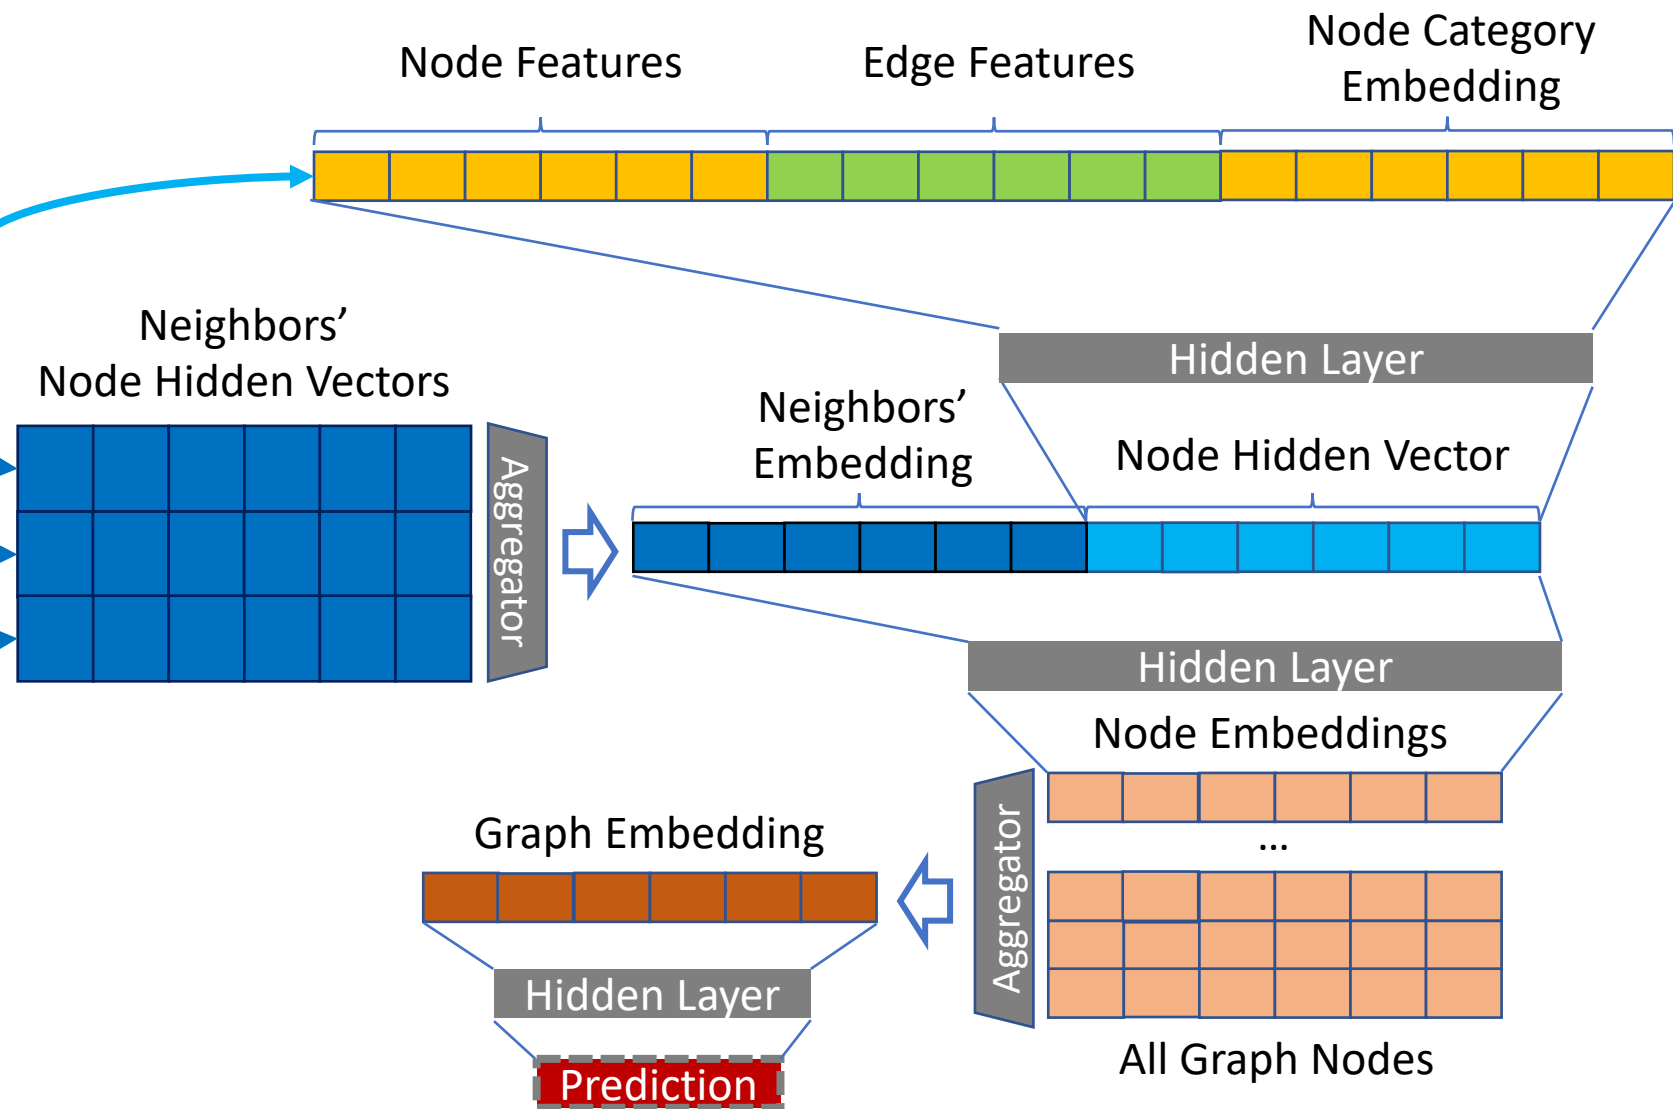 Node Features
Edge Features
Node Category
Embedding
Neighbors’
Node Hidden Vectors
Aggregator
Hidden Layer
Neighbors’
Embedding
Node Hidden Vector
Hidden Layer
Node Embeddings
...
Aggregator
All Graph Nodes
Graph Embedding
Hidden Layer
Prediction